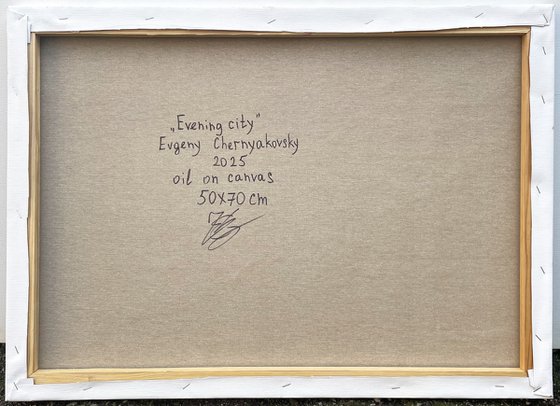 „Evening city”
Evgeny Chernyakovsky
2025
oil on canvas
50x70 cm